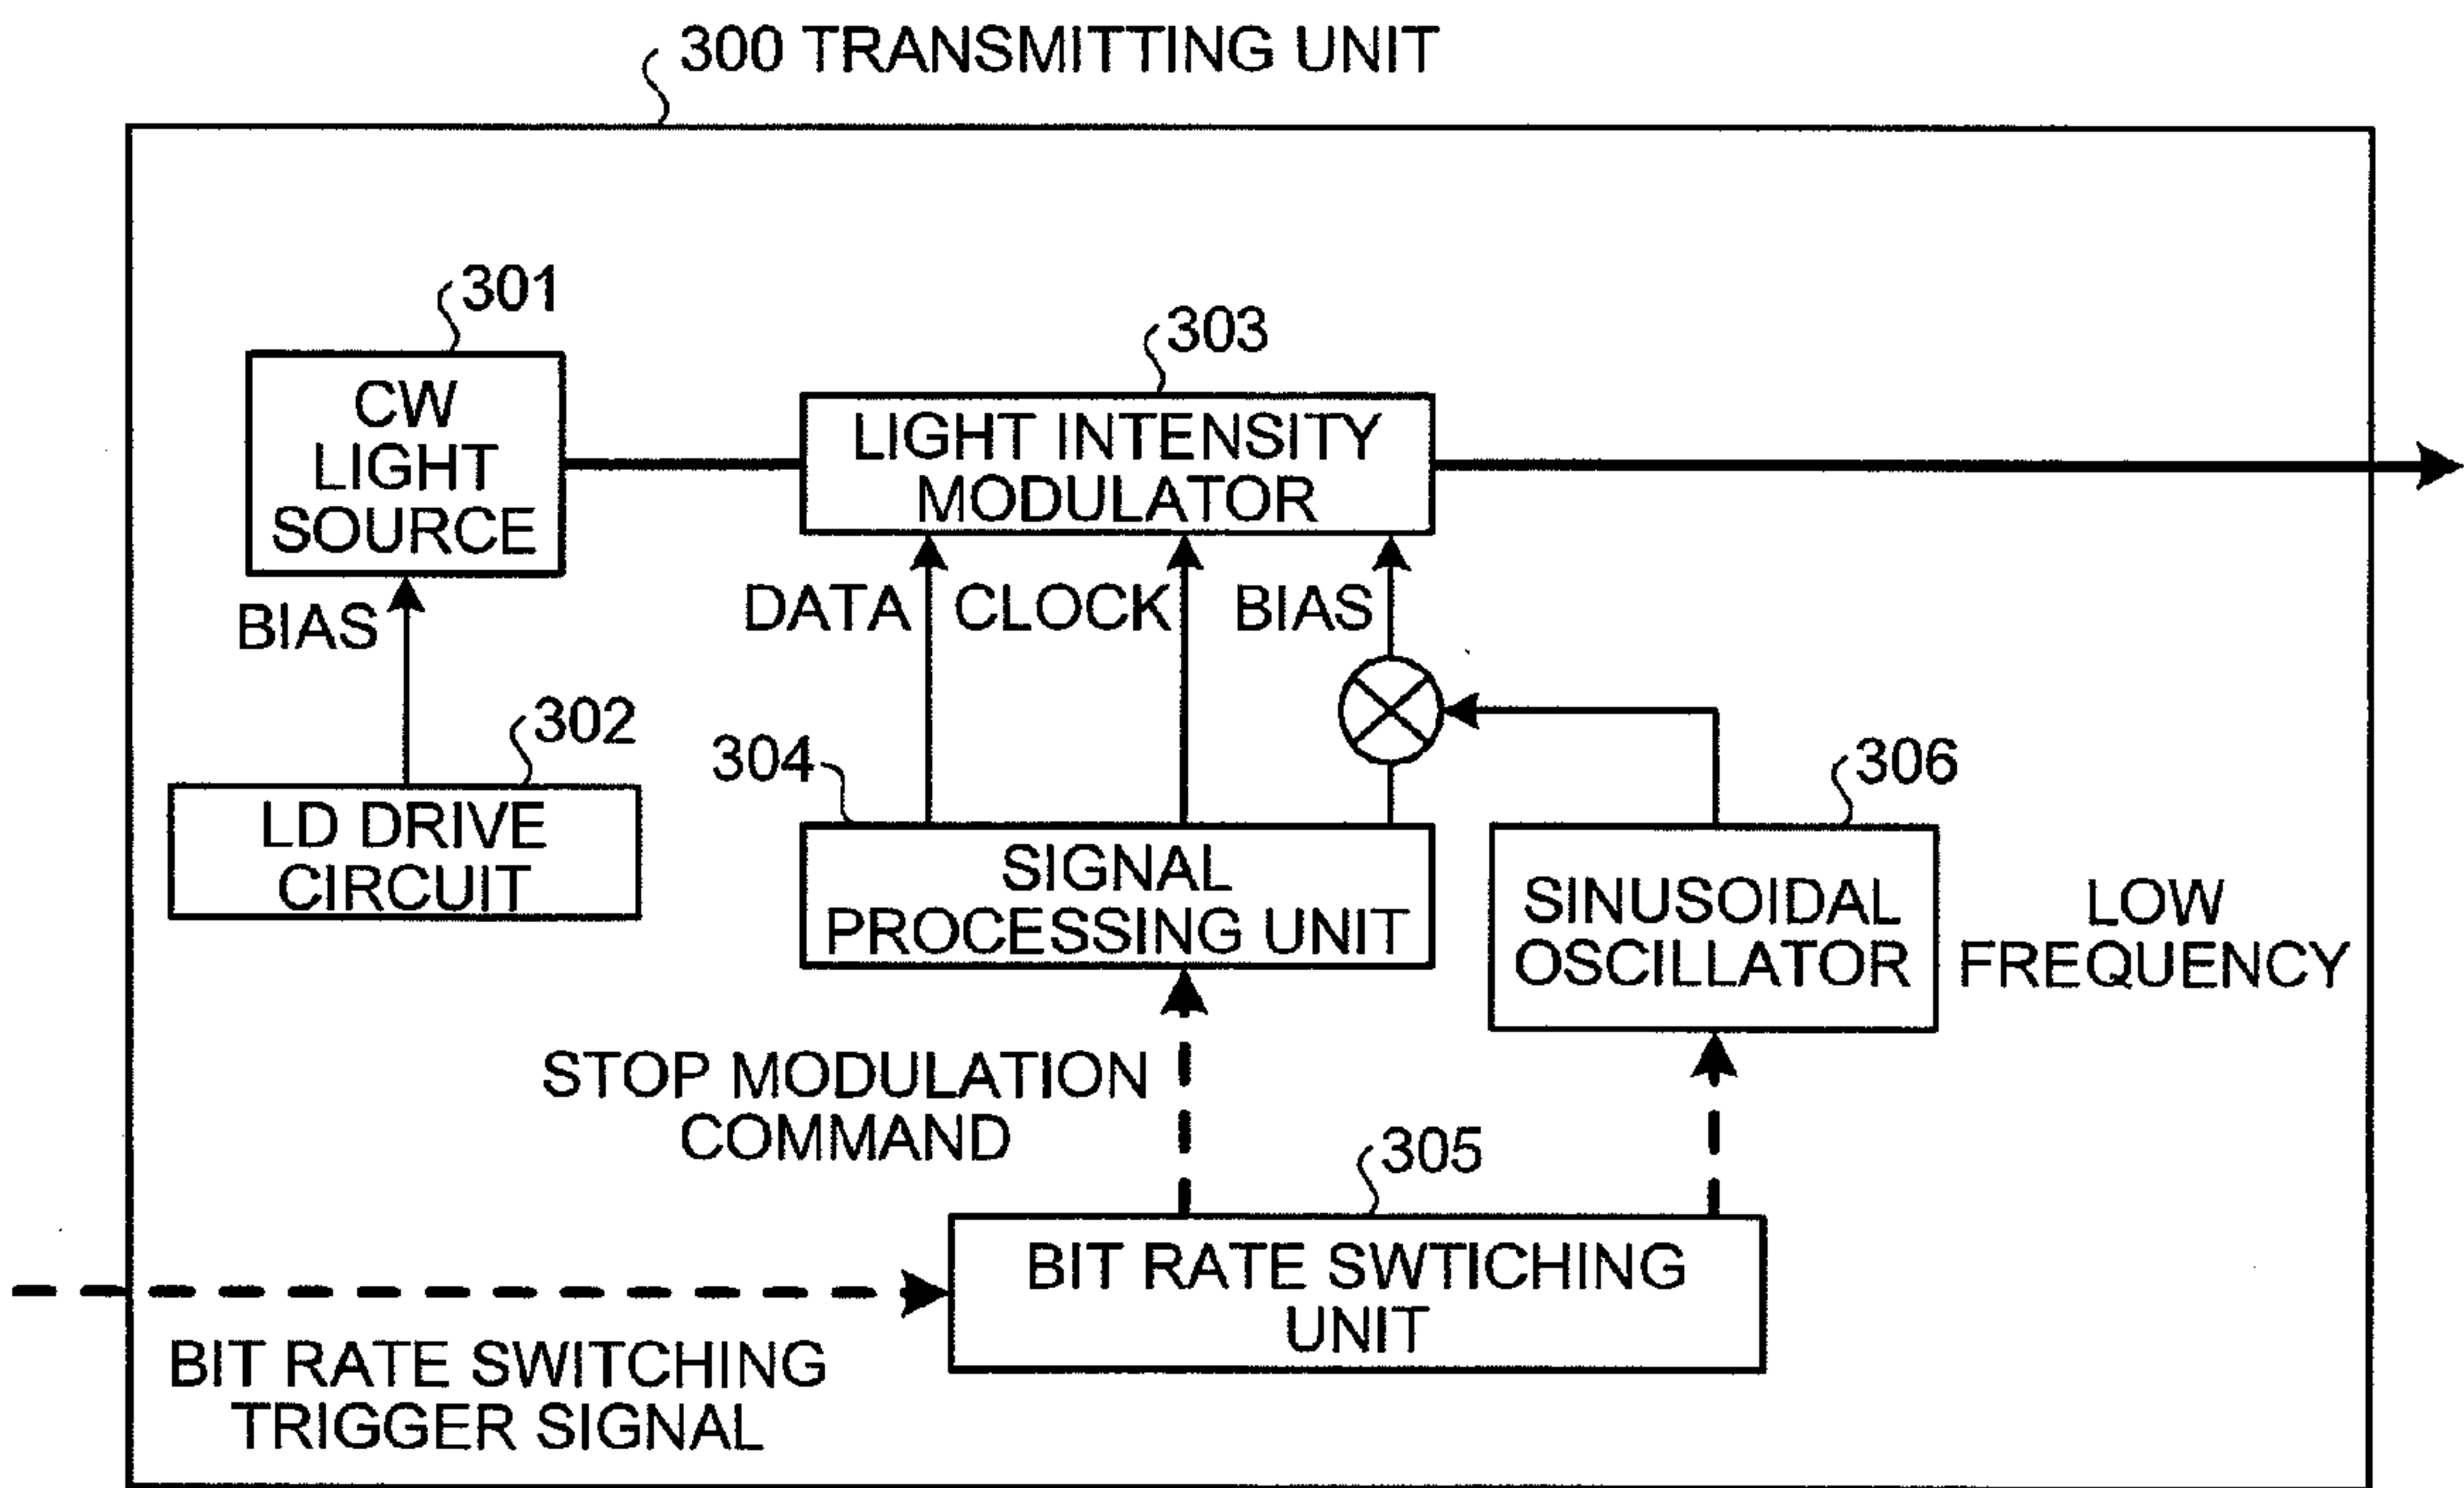 300 TRANSMITTING UNIT
301
CW
LIGHT
SOURCE
303
LIGHT INTENSITY
MODULATOR
BIAS
DATA
CLOCK
BIAS
302
LD DRIVE
CIRCUIT
304
SIGNAL
PROCESSING UNIT
306
SINUSOIDAL
OSCILLATOR
LOW
FREQUENCY
STOP MODULATION
COMMAND
305
BIT RATE SWTICHING
UNIT
BIT RATE SWITCHING
TRIGGER SIGNAL